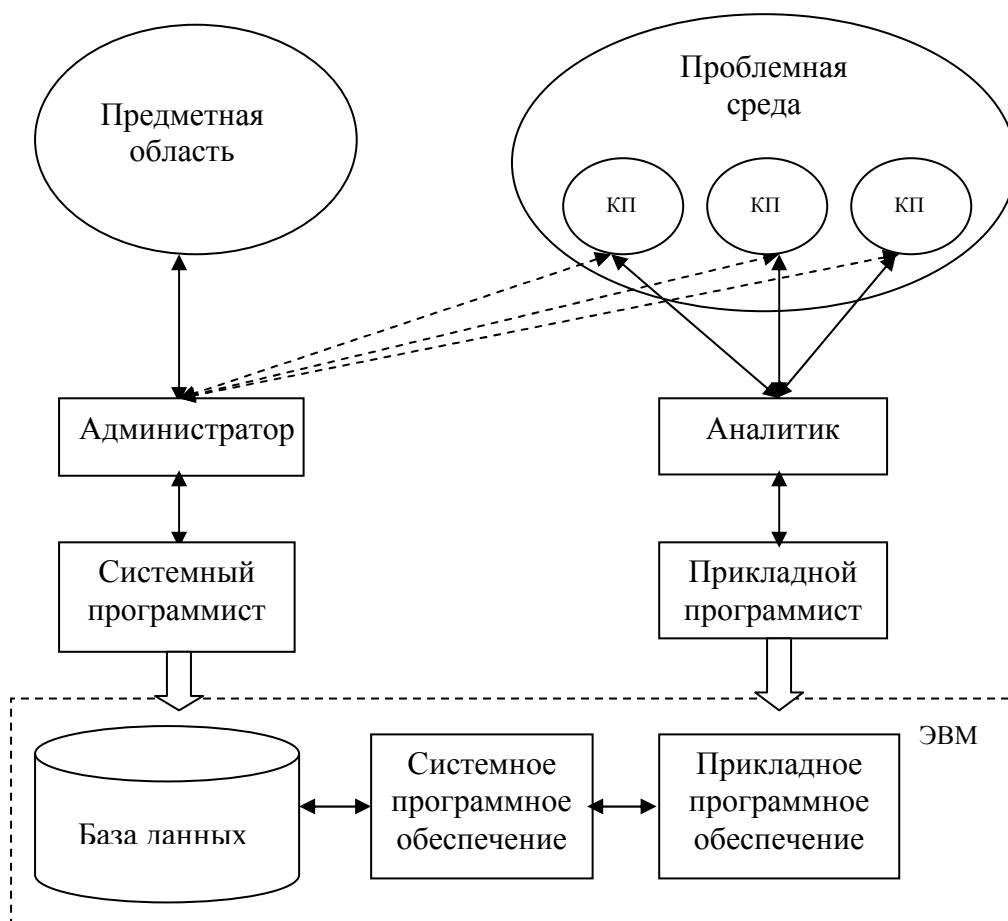 Предметная
область
Проблемная
среда
КП
КП
КП
Администратор
Аналитик
Системный
программист
Прикладной
программист
ЭВМ
База данных
Системное
программное
обеспечение
Прикладное
программное
обеспечение